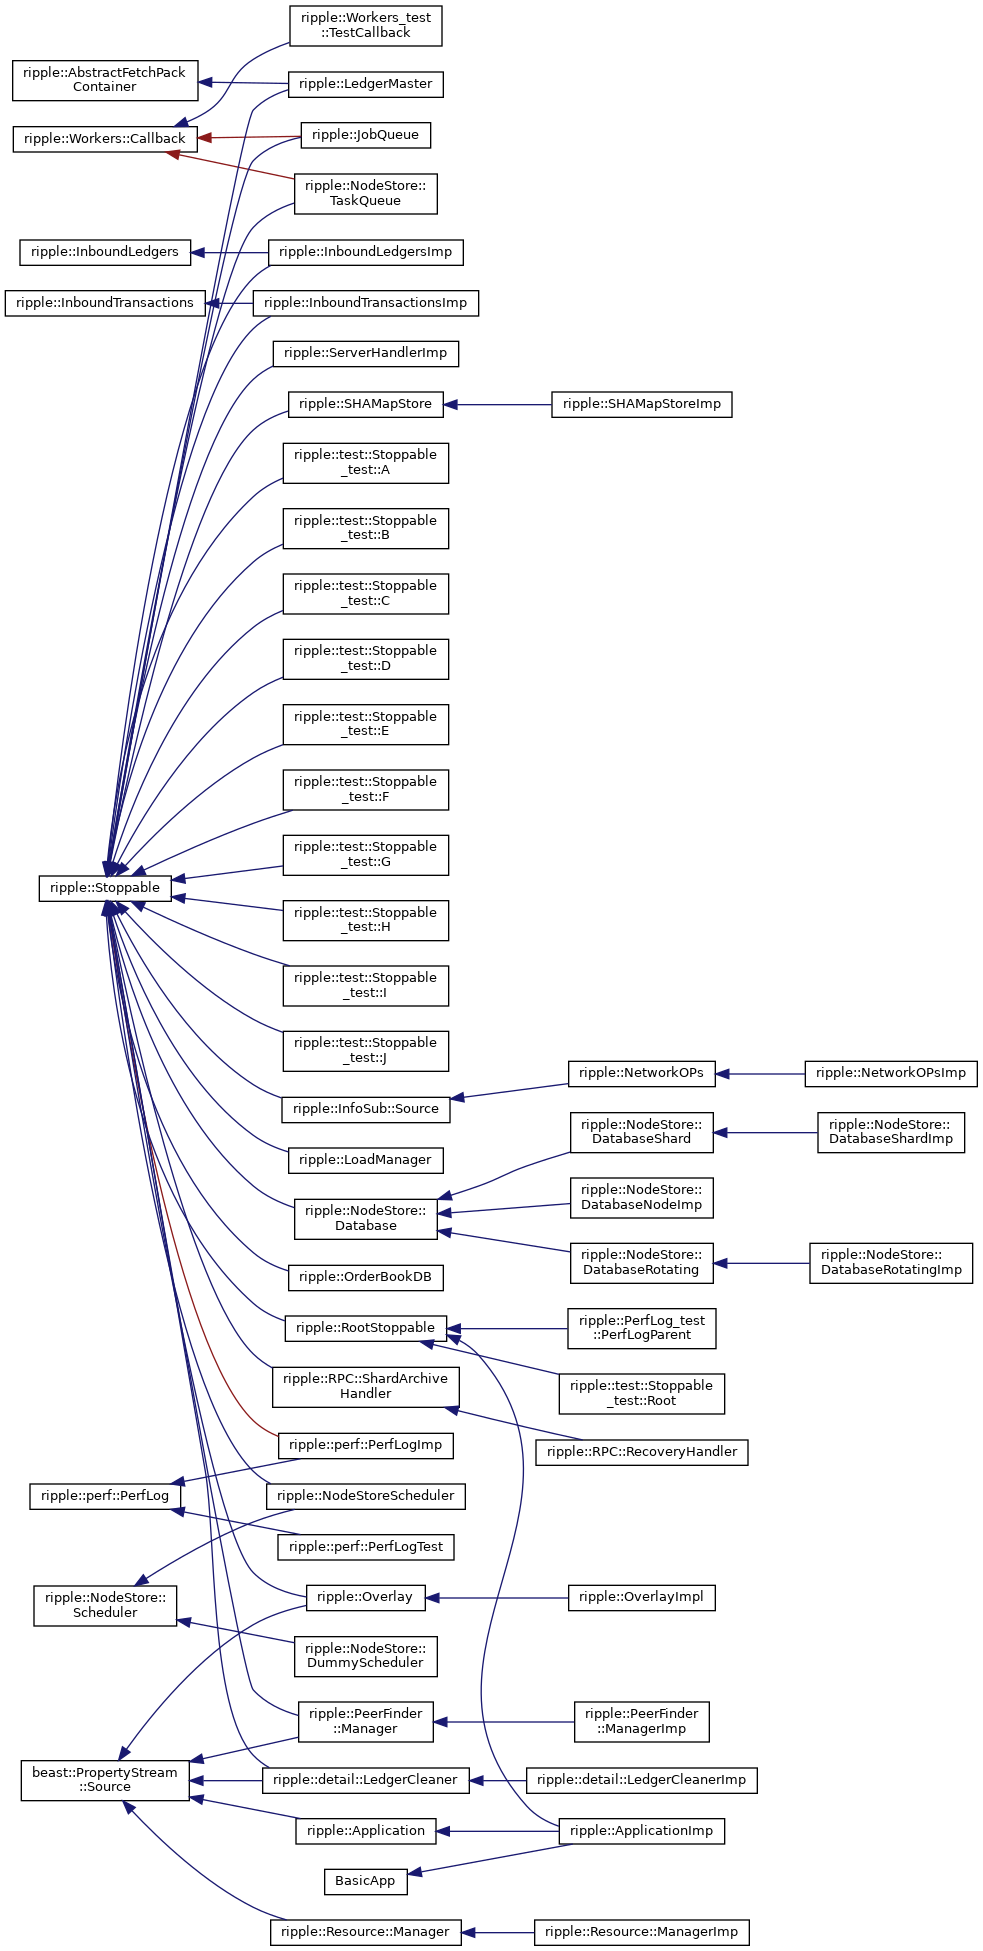 ripple::Workers_test
::TestCallback
ripple::AbstractFetchPack
Container
ripple::LedgerMaster
ripple::Workers::Callback
ripple::JobQueue
ripple::NodeStore::
TaskQueue
ripple::InboundLedgers
ripple::InboundLedgersImp
ripple::InboundTransactions
ripple::InboundTransactionsImp
ripple::ServerHandlerImp
ripple::SHAMapStore
ripple::SHAMapStoreImp
ripple::test::Stoppable
_test::A
ripple::test::Stoppable
_test::B
ripple::test::Stoppable
_test::C
ripple::test::Stoppable
_test::D
ripple::test::Stoppable
_test::E
ripple::test::Stoppable
_test::F
ripple::test::Stoppable
_test::G
ripple::Stoppable
ripple::test::Stoppable
_test::H
ripple::test::Stoppable
_test::I
ripple::test::Stoppable
_test::J
ripple::InfoSub::Source
ripple::NetworkOPs
ripple::NetworkOPsImp
ripple::LoadManager
ripple::NodeStore::
DatabaseShard
ripple::NodeStore::
DatabaseShardImp
ripple::NodeStore::
Database
ripple::NodeStore::
DatabaseNodeImp
ripple::NodeStore::
DatabaseRotating
ripple::NodeStore::
DatabaseRotatingImp
ripple::OrderBookDB
ripple::RootStoppable
ripple::PerfLog_test
::PerfLogParent
ripple::test::Stoppable
_test::Root
ripple::RPC::ShardArchive
Handler
ripple::RPC::RecoveryHandler
ripple::perf::PerfLogImp
ripple::perf::PerfLog
ripple::NodeStoreScheduler
ripple::perf::PerfLogTest
ripple::NodeStore::
Scheduler
ripple::Overlay
ripple::OverlayImpl
ripple::NodeStore::
DummyScheduler
ripple::PeerFinder
::Manager
ripple::PeerFinder
::ManagerImp
beast::PropertyStream
::Source
ripple::detail::LedgerCleaner
ripple::detail::LedgerCleanerImp
ripple::Application
ripple::ApplicationImp
BasicApp
ripple::Resource::Manager
ripple::Resource::ManagerImp